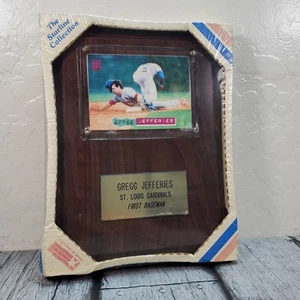 The
Starline
Collection
GREGG JEFFERIES
GREGG JEFFERIES
ST. LOUIS CARDINALS
FIRST BASEMAN